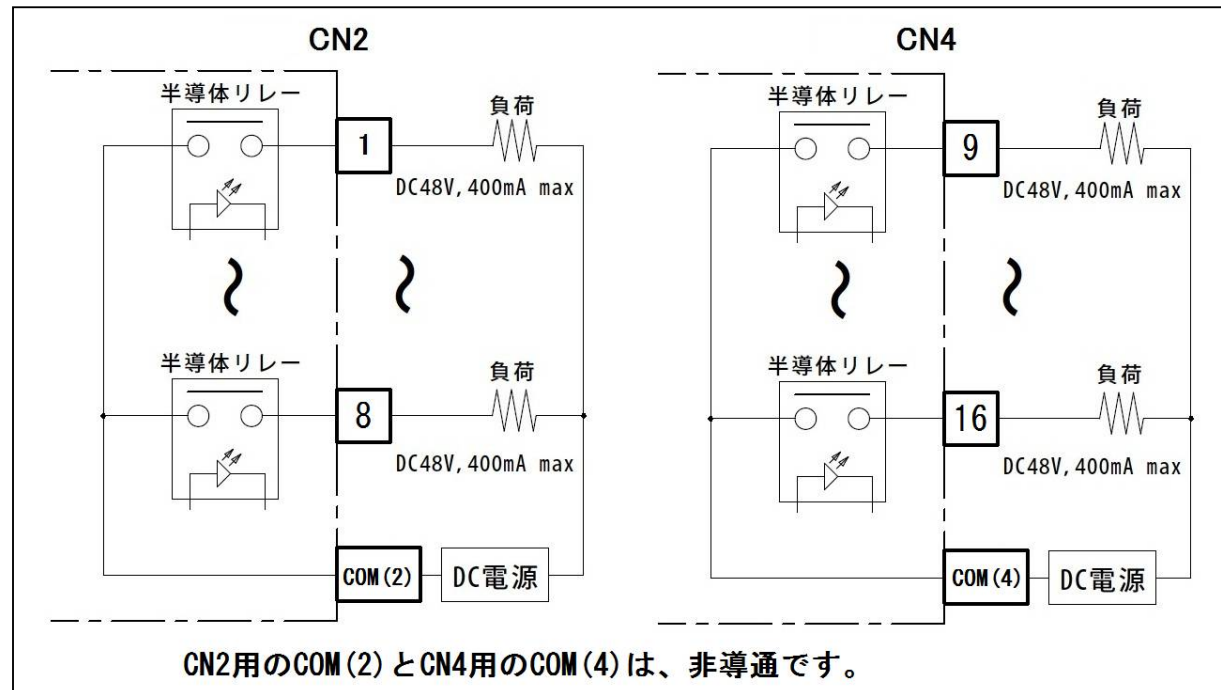 CN2
半導体リレー
1
負荷
DC48V,400mA max
半導体リレー
8
負荷
DC48V,400mA max
COM(2)
DC電源
CN4
半導体リレー
9
負荷
DC48V,400mA max
半導体リレー
16
負荷
DC48V,400mA max
COM(4)
DC電源
CN2用のCOM(2)とCN4用のCOM(4)は、非導通です。